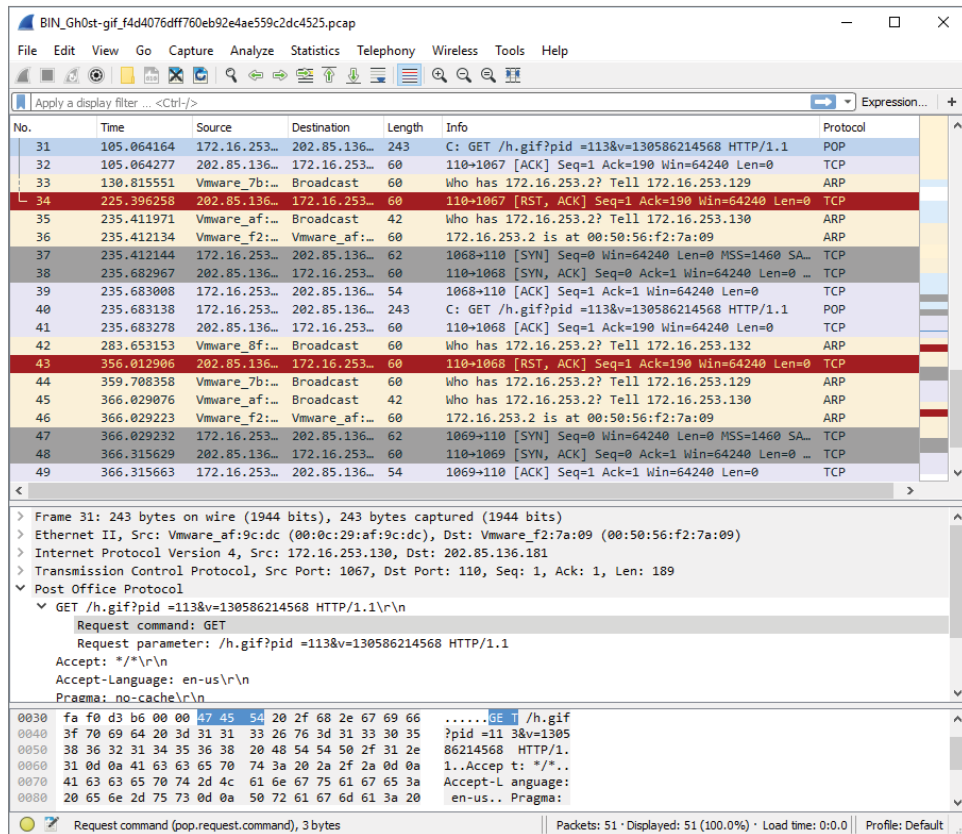 BIN_Gh0st-gif_f4d4076dff760eb92e4ae559c2dc4525.pcap
File Edit View Go Capture Analyze Statistics Telephony Wireless Tools Help
Apply a display filter ... <Ctrl-/> Expression... +
No. Time Source Destination Length Info Protocol
31 105.064164 172.16.253… 202.85.136… 243 C: GET /h.gif?pid =113&v=130586214568 HTTP/1.1 POP
32 105.064277 202.85.136… 172.16.253… 60 110→1067 [ACK] Seq=1 Ack=190 Win=64240 Len=0 TCP
33 130.815551 Vmware_7b:… Broadcast 60 Who has 172.16.253.2? Tell 172.16.253.129 ARP
34 225.396258 202.85.136… 172.16.253… 60 110→1067 [RST, ACK] Seq=1 Ack=190 Win=64240 Len=0 TCP
35 235.411971 Vmware_af:… Broadcast 42 Who has 172.16.253.2? Tell 172.16.253.130 ARP
36 235.412134 Vmware_f2:… Vmware_af:… 60 172.16.253.2 is at 00:50:56:f2:7a:09 ARP
37 235.412144 172.16.253… 202.85.136… 62 1068→110 [SYN] Seq=0 Win=64240 Len=0 MSS=1460 SA… TCP
38 235.682967 202.85.136… 172.16.253… 60 110→1068 [SYN, ACK] Seq=0 Ack=1 Win=64240 Len=0 … TCP
39 235.683008 172.16.253… 202.85.136… 54 1068→110 [ACK] Seq=1 Ack=1 Win=64240 Len=0 TCP
40 235.683138 172.16.253… 202.85.136… 243 C: GET /h.gif?pid =113&v=130586214568 HTTP/1.1 POP
41 235.683278 202.85.136… 172.16.253… 60 110→1068 [ACK] Seq=1 Ack=190 Win=64240 Len=0 TCP
42 283.653153 Vmware_8f:… Broadcast 60 Who has 172.16.253.2? Tell 172.16.253.132 ARP
43 356.012906 202.85.136… 172.16.253… 60 110→1068 [RST, ACK] Seq=1 Ack=190 Win=64240 Len=0 TCP
44 359.708358 Vmware_7b:… Broadcast 60 Who has 172.16.253.2? Tell 172.16.253.129 ARP
45 366.029076 Vmware_af:… Broadcast 42 Who has 172.16.253.2? Tell 172.16.253.130 ARP
46 366.029223 Vmware_f2:… Vmware_af:… 60 172.16.253.2 is at 00:50:56:f2:7a:09 ARP
47 366.029232 172.16.253… 202.85.136… 62 1069→110 [SYN] Seq=0 Win=64240 Len=0 MSS=1460 SA… TCP
48 366.315629 202.85.136… 172.16.253… 60 110→1069 [SYN, ACK] Seq=0 Ack=1 Win=64240 Len=0 … TCP
49 366.315663 172.16.253… 202.85.136… 54 1069→110 [ACK] Seq=1 Ack=1 Win=64240 Len=0 TCP
Frame 31: 243 bytes on wire (1944 bits), 243 bytes captured (1944 bits)
Ethernet II, Src: Vmware_af:9c:dc (00:0c:29:af:9c:dc), Dst: Vmware_f2:7a:09 (00:50:56:f2:7a:09)
Internet Protocol Version 4, Src: 172.16.253.130, Dst: 202.85.136.181
Transmission Control Protocol, Src Port: 1067, Dst Port: 110, Seq: 1, Ack: 1, Len: 189
Post Office Protocol
GET /h.gif?pid =113&v=130586214568 HTTP/1.1\r\n
Request command: GET
Request parameter: /h.gif?pid =113&v=130586214568 HTTP/1.1
Accept: */*\r\n
Accept-Language: en-us\r\n
Pragma: no-cache\r\n
0030 fa f0 d3 b6 00 00 47 45 54 20 2f 68 2e 67 69 66 ......GE T /h.gif
0040 3f 70 69 64 20 3d 31 31 33 26 76 3d 31 33 30 35 ?pid =11 3&v=1305
0050 38 36 32 31 34 35 36 38 20 48 54 54 50 2f 31 2e 86214568 HTTP/1.
0060 31 0d 0a 41 63 63 65 70 74 3a 20 2a 2f 2a 0d 0a 1..Accep t: */*..
0070 41 63 63 65 70 74 2d 4c 61 6e 67 75 61 67 65 3a Accept-L anguage:
0080 20 65 6e 2d 75 73 0d 0a 50 72 61 67 6d 61 3a 20 en-us.. Pragma:
Request command (pop.request.command), 3 bytes Packets: 51 · Displayed: 51 (100.0%) · Load time: 0:0.0 Profile: Default